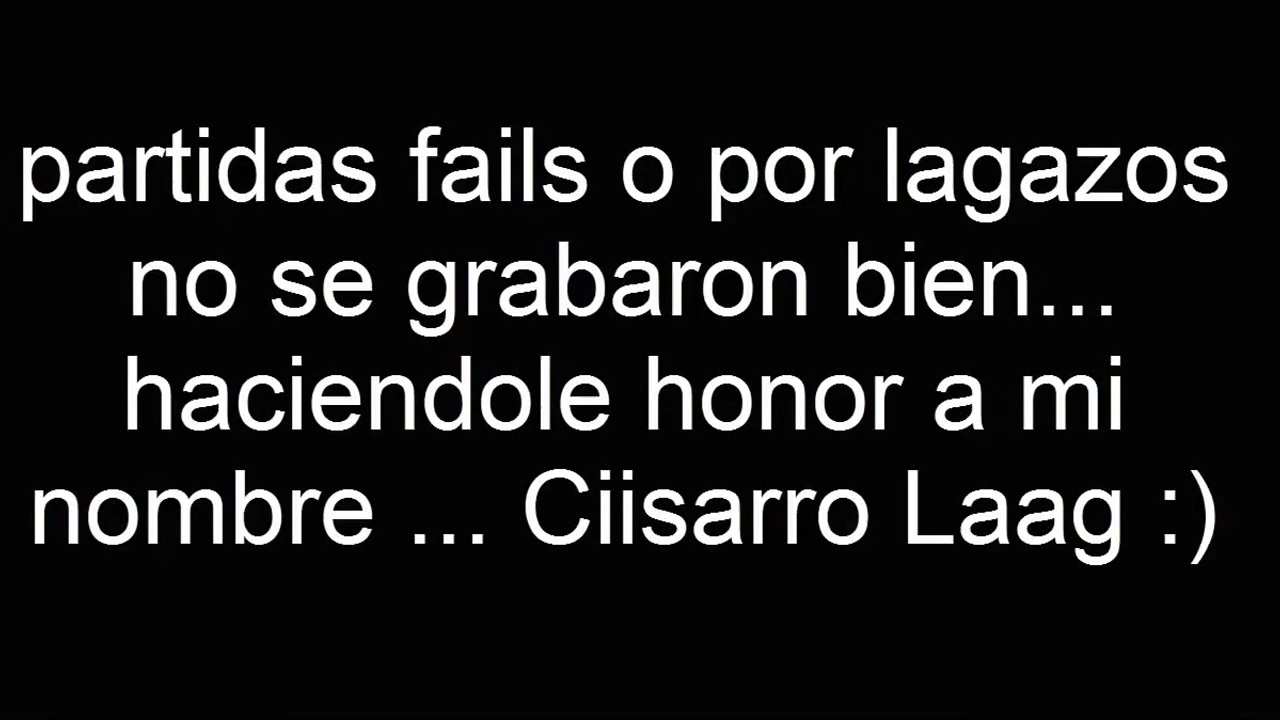 partidas fails o por lagazos
no se grabaron bien...
haciendole honor a mi
nombre ... Ciisarro Laag :)